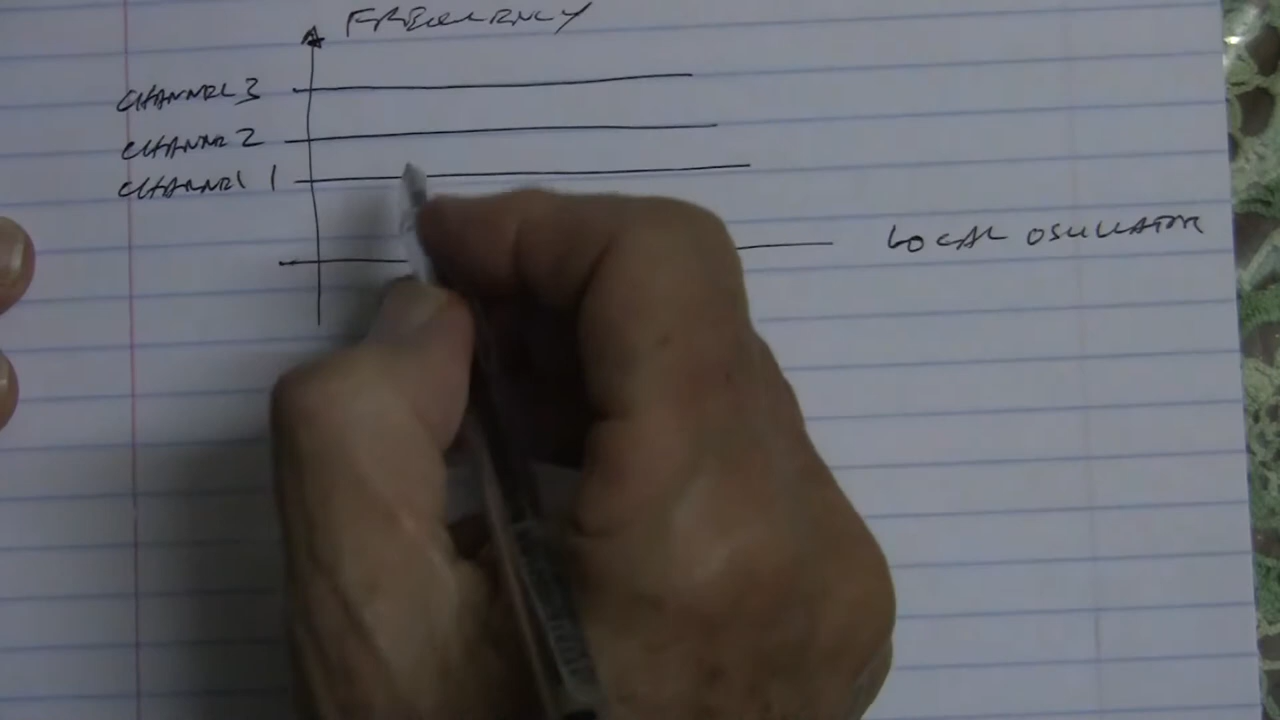 FREQUENCY
CHANNEL 3
CHANNEL 2
CHANNEL 1
LOCAL OSCILLATOR